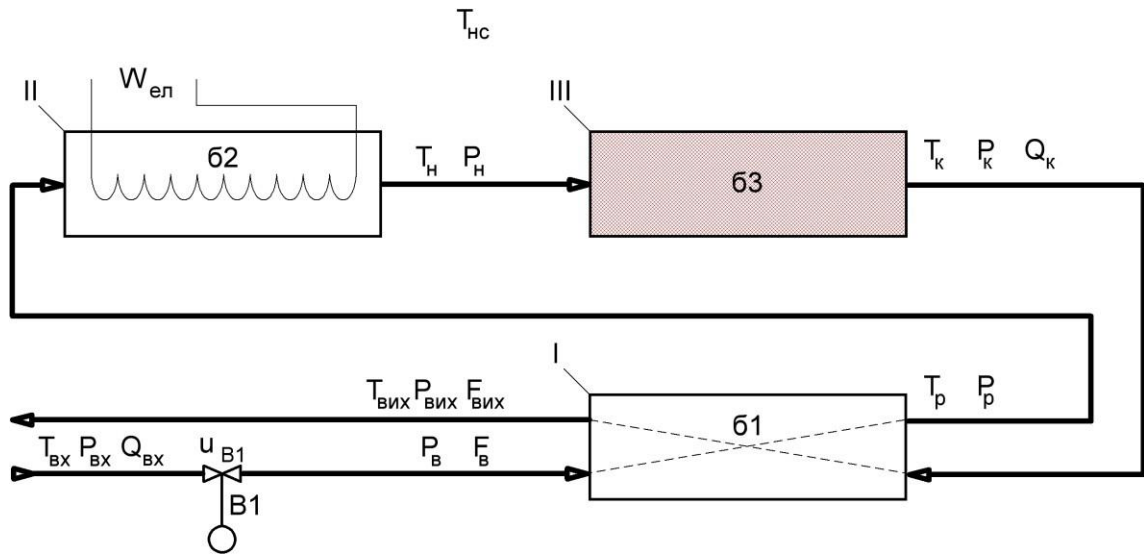 Tнс
II
Wел
III
б2
Tн Pн
б3
Tк Pк Qк
I
Tвих Pвих Fвих
Tр Pр
б1
Tвх Pвх Qвх uВ1
Pв Fв
В1